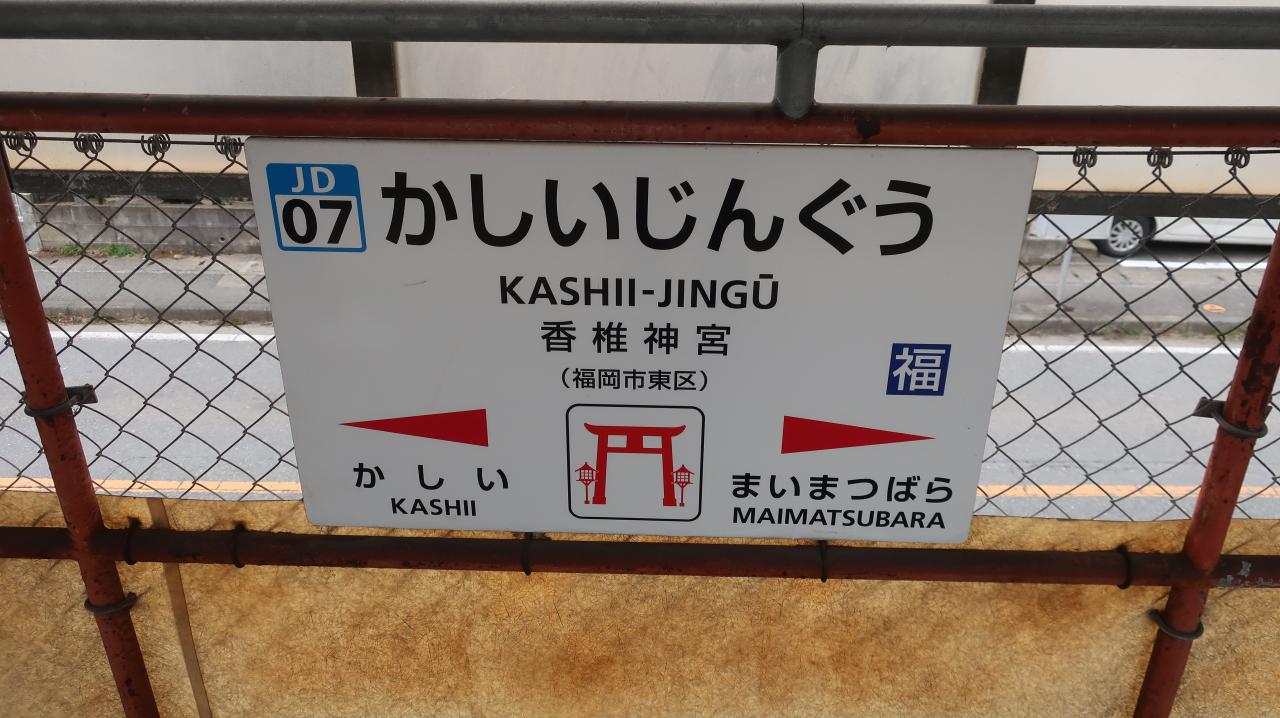 JD
07
かしいじんぐう
KASHII-JINGŪ
香椎神宮
（福岡市東区）
福
かしい
KASHII
まいまつばら
MAIMATSUBARA